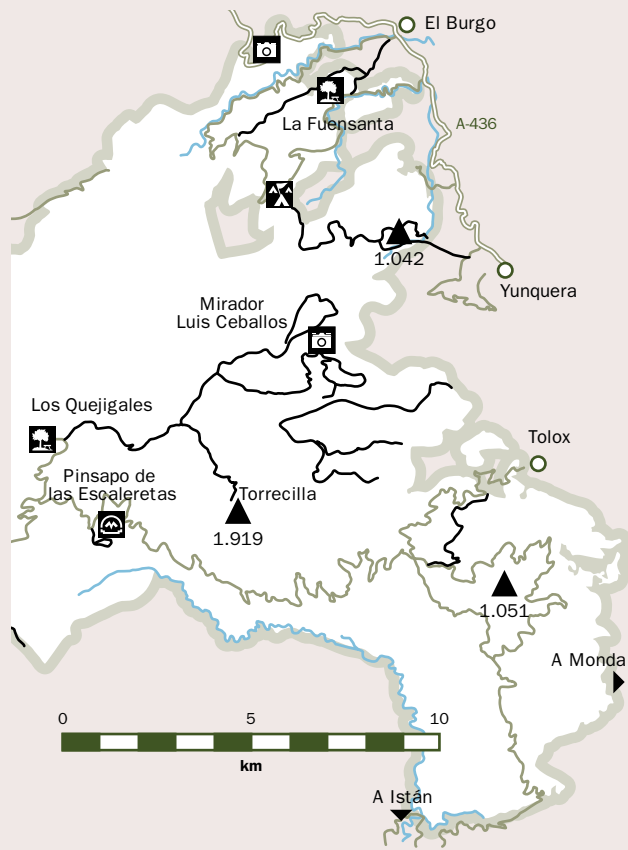 El Burgo
La Fuensanta
A-436
1.042
Yunquera
Mirador
Luis Ceballos
Los Quejigales
Tolox
Pinsapo de
las Escaleretas
Torrecilla
1.919
1.051
A Monda
0 5 10
km
A Istán